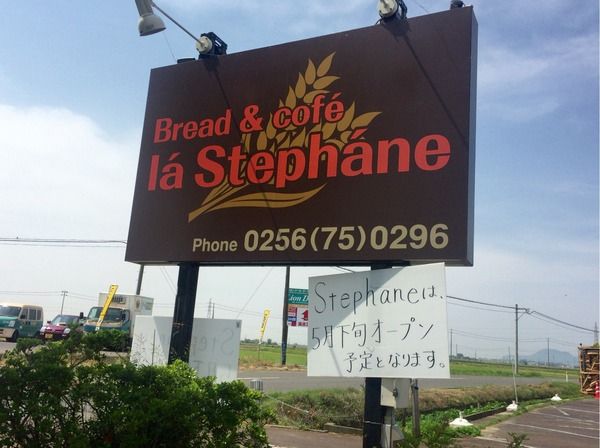 Bread & cofé
lá Stepháne
Phone 0256(75)0296
Stephaneは、
5月下旬オープン
予定となります。